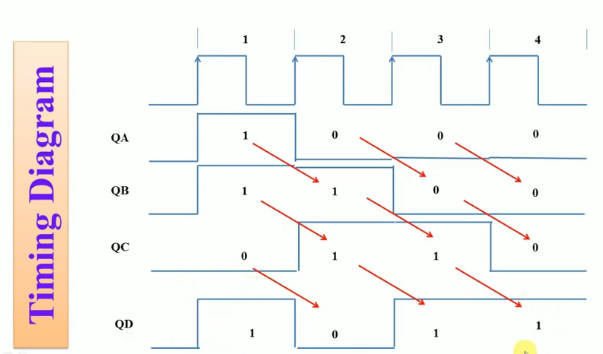 Timing Diagram
1 2 3 4
QA 1 0 0 0
QB 1 1 0 0
QC 0 1 1 0
QD 1 0 1 1